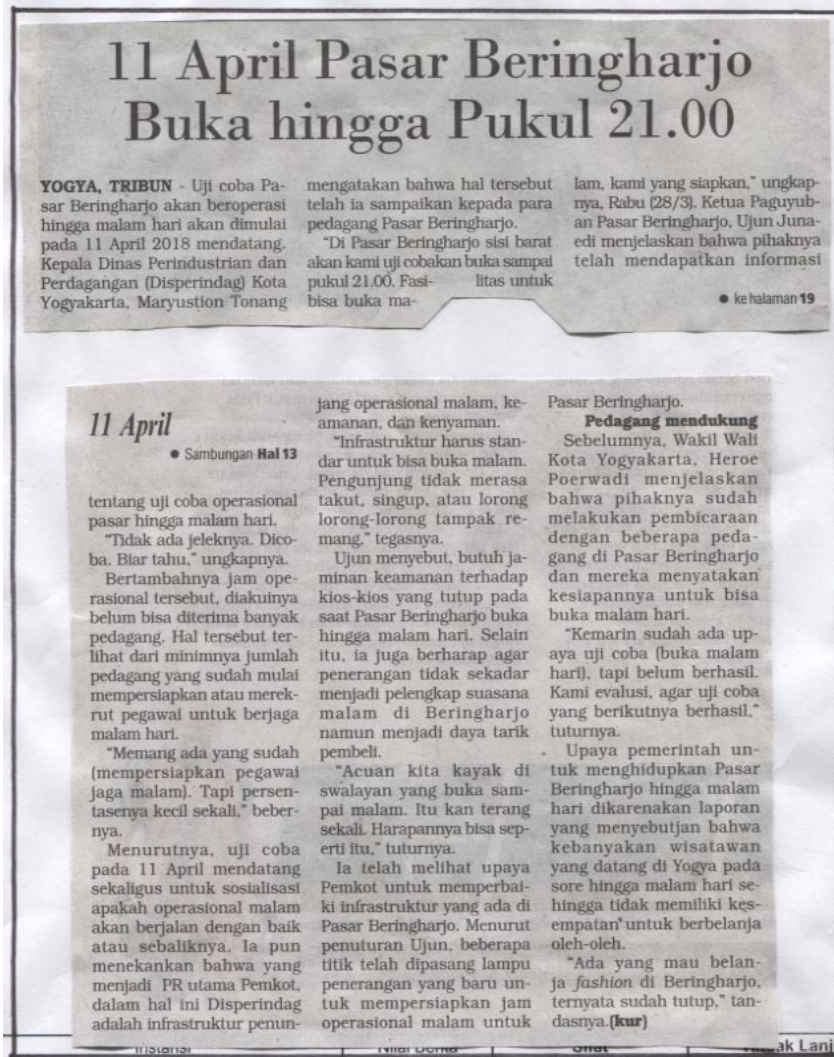 11 April Pasar Beringharjo
Buka hingga Pukul 21.00
YOGYA, TRIBUN - Uji coba Pa-
sar Beringharjo akan beroperasi
hingga malam hari akan dimulai
pada 11 April 2018 mendatang.
Kepala Dinas Perindustrian dan
Perdagangan (Disperindag) Kota
Yogyakarta, Maryustion Tonang
mengatakan bahwa hal tersebut
telah ia sampaikan kepada para
pedagang Pasar Beringharjo.
"Di Pasar Beringharjo sisi barat
akan kami uji cobakan buka sampai
pukul 21.00. Fasi- litas untuk
bisa buka ma-
lam, kami yang siapkan," ungkap-
nya, Rabu (28/3). Ketua Paguyub-
an Pasar Beringharjo, Ujun Juna-
edi menjelaskan bahwa pihaknya
telah mendapatkan informasi
● ke halaman 19
11 April
● Sambungan Hal 13
tentang uji coba operasional
pasar hingga malam hari.
"Tidak ada jeleknya. Dico-
ba. Biar tahu," ungkapnya.
Bertambahnya jam ope-
rasional tersebut, diakuinya
belum bisa diterima banyak
pedagang. Hal tersebut ter-
lihat dari minimnya jumlah
pedagang yang sudah mulai
mempersiapkan atau merek-
rut pegawai untuk berjaga
malam hari.
"Memang ada yang sudah
(mempersiapkan pegawai
jaga malam). Tapi persen-
tasenya kecil sekali," beber-
nya.
Menurutnya, uji coba
pada 11 April mendatang
sekaligus untuk sosialisasi
apakah operasional malam
akan berjalan dengan baik
atau sebaliknya. Ia pun
menekankan bahwa yang
menjadi PR utama Pemkot,
dalam hal ini Disperindag
adalah infrastruktur penun-
jang operasional malam, ke-
amanan, dan kenyaman.
"Infrastruktur harus stan-
dar untuk bisa buka malam.
Pengunjung tidak merasa
takut, singup, atau lorong
lorong-lorong tampak re-
mang," tegasnya.
Ujun menyebut, butuh ja-
minan keamanan terhadap
kios-kios yang tutup pada
saat Pasar Beringharjo buka
hingga malam hari. Selain
itu, ia juga berharap agar
penerangan tidak sekadar
menjadi pelengkap suasana
malam di Beringharjo
namun menjadi daya tarik
pembeli.
"Acuan kita kayak di
swalayan yang buka sam-
pai malam. Itu kan terang
sekali. Harapannya bisa sep-
erti itu," tuturnya.
Ia telah melihat upaya
Pemkot untuk memperbai-
ki infrastruktur yang ada di
Pasar Beringharjo. Menurut
penuturan Ujun, beberapa
titik telah dipasang lampu
penerangan yang baru un-
tuk mempersiapkan jam
operasional malam untuk
Pasar Beringharjo.
Pedagang mendukung
Sebelumnya, Wakil Wali
Kota Yogyakarta, Heroe
Poerwadi menjelaskan
bahwa pihaknya sudah
melakukan pembicaraan
dengan beberapa peda-
gang di Pasar Beringharjo
dan mereka menyatakan
kesiapannya untuk bisa
buka malam hari.
"Kemarin sudah ada up-
aya uji coba (buka malam
hari), tapi belum berhasil.
Kami evalusi, agar uji coba
yang berikutnya berhasil,"
tuturnya.
Upaya pemerintah un-
tuk menghidupkan Pasar
Beringharjo hingga malam
hari dikarenakan laporan
yang menyebutjan bahwa
kebanyakan wisatawan
yang datang di Yogya pada
sore hingga malam hari se-
hingga tidak memiliki kes-
empatan untuk berbelanja
oleh-oleh.
"Ada yang mau belan-
ja fashion di Beringharjo,
ternyata sudah tutup," tan-
dasnya.(kur)